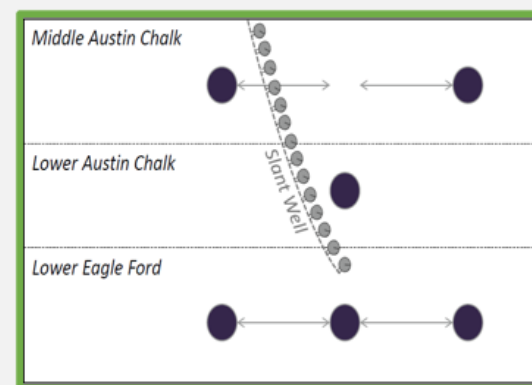 Middle Austin Chalk
Lower Austin Chalk
Slant Well
Lower Eagle Ford